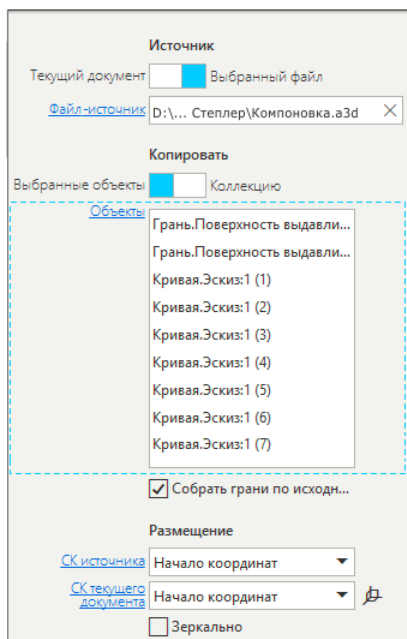 Источник
Текущий документ Выбранный файл
Файл-источник D:\... Степлер\Компоновка.a3d
Копировать
Выбранные объекты Коллекцию
Объекты
Грань.Поверхность выдавли...
Грань.Поверхность выдавли...
Кривая.Эскиз:1 (1)
Кривая.Эскиз:1 (2)
Кривая.Эскиз:1 (3)
Кривая.Эскиз:1 (4)
Кривая.Эскиз:1 (5)
Кривая.Эскиз:1 (6)
Кривая.Эскиз:1 (7)
Собрать грани по исходн...
Размещение
СК источника Начало координат
СК текущего
документа Начало координат
Зеркально